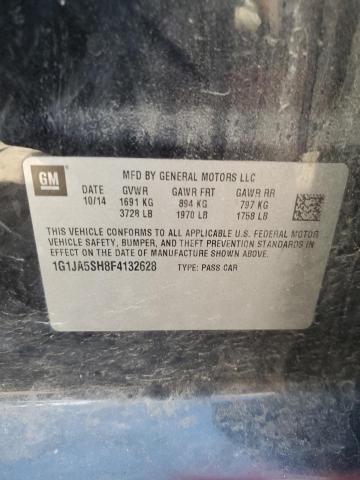 GM
MFD BY GENERAL MOTORS LLC
DATE GVWR GAWR FRT GAWR RR
10/14 1691 KG 894 KG 797 KG
3728 LB 1970 LB 1758 LB
THIS VEHICLE CONFORMS TO ALL APPLICABLE U.S. FEDERAL MOTOR
VEHICLE SAFETY, BUMPER, AND THEFT PREVENTION STANDARDS IN
EFFECT ON THE DATE OF MANUFACTURE SHOWN ABOVE.
1G1JA5SH8F4132628 TYPE: PASS CAR